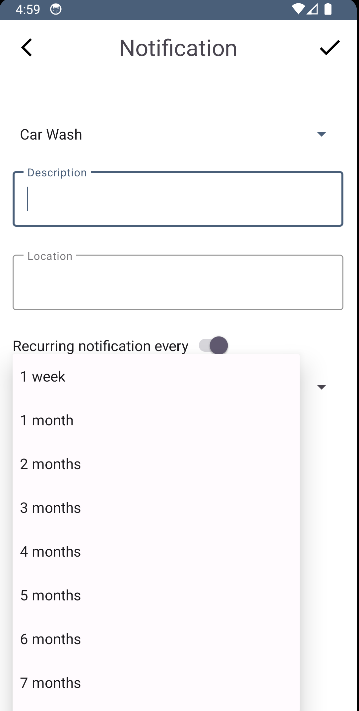 4:59
Notification
Car Wash
Description
Location
Recurring notification every
1 week
1 month
2 months
3 months
4 months
5 months
6 months
7 months